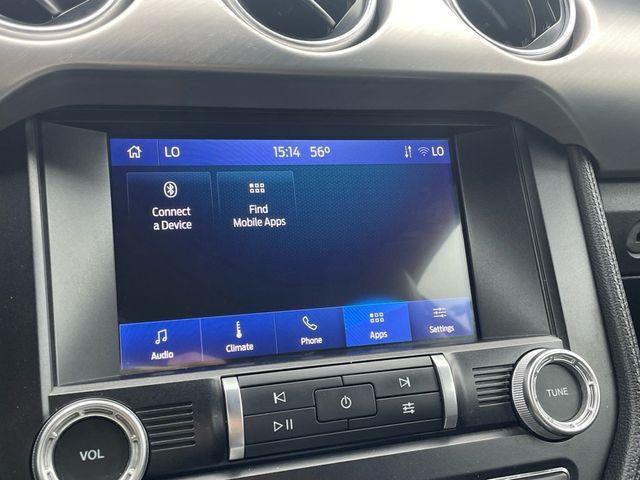 LO 15:14 56° LO
Connect
a Device
Find
Mobile Apps
Audio Climate Phone Apps Settings
VOL
TUNE